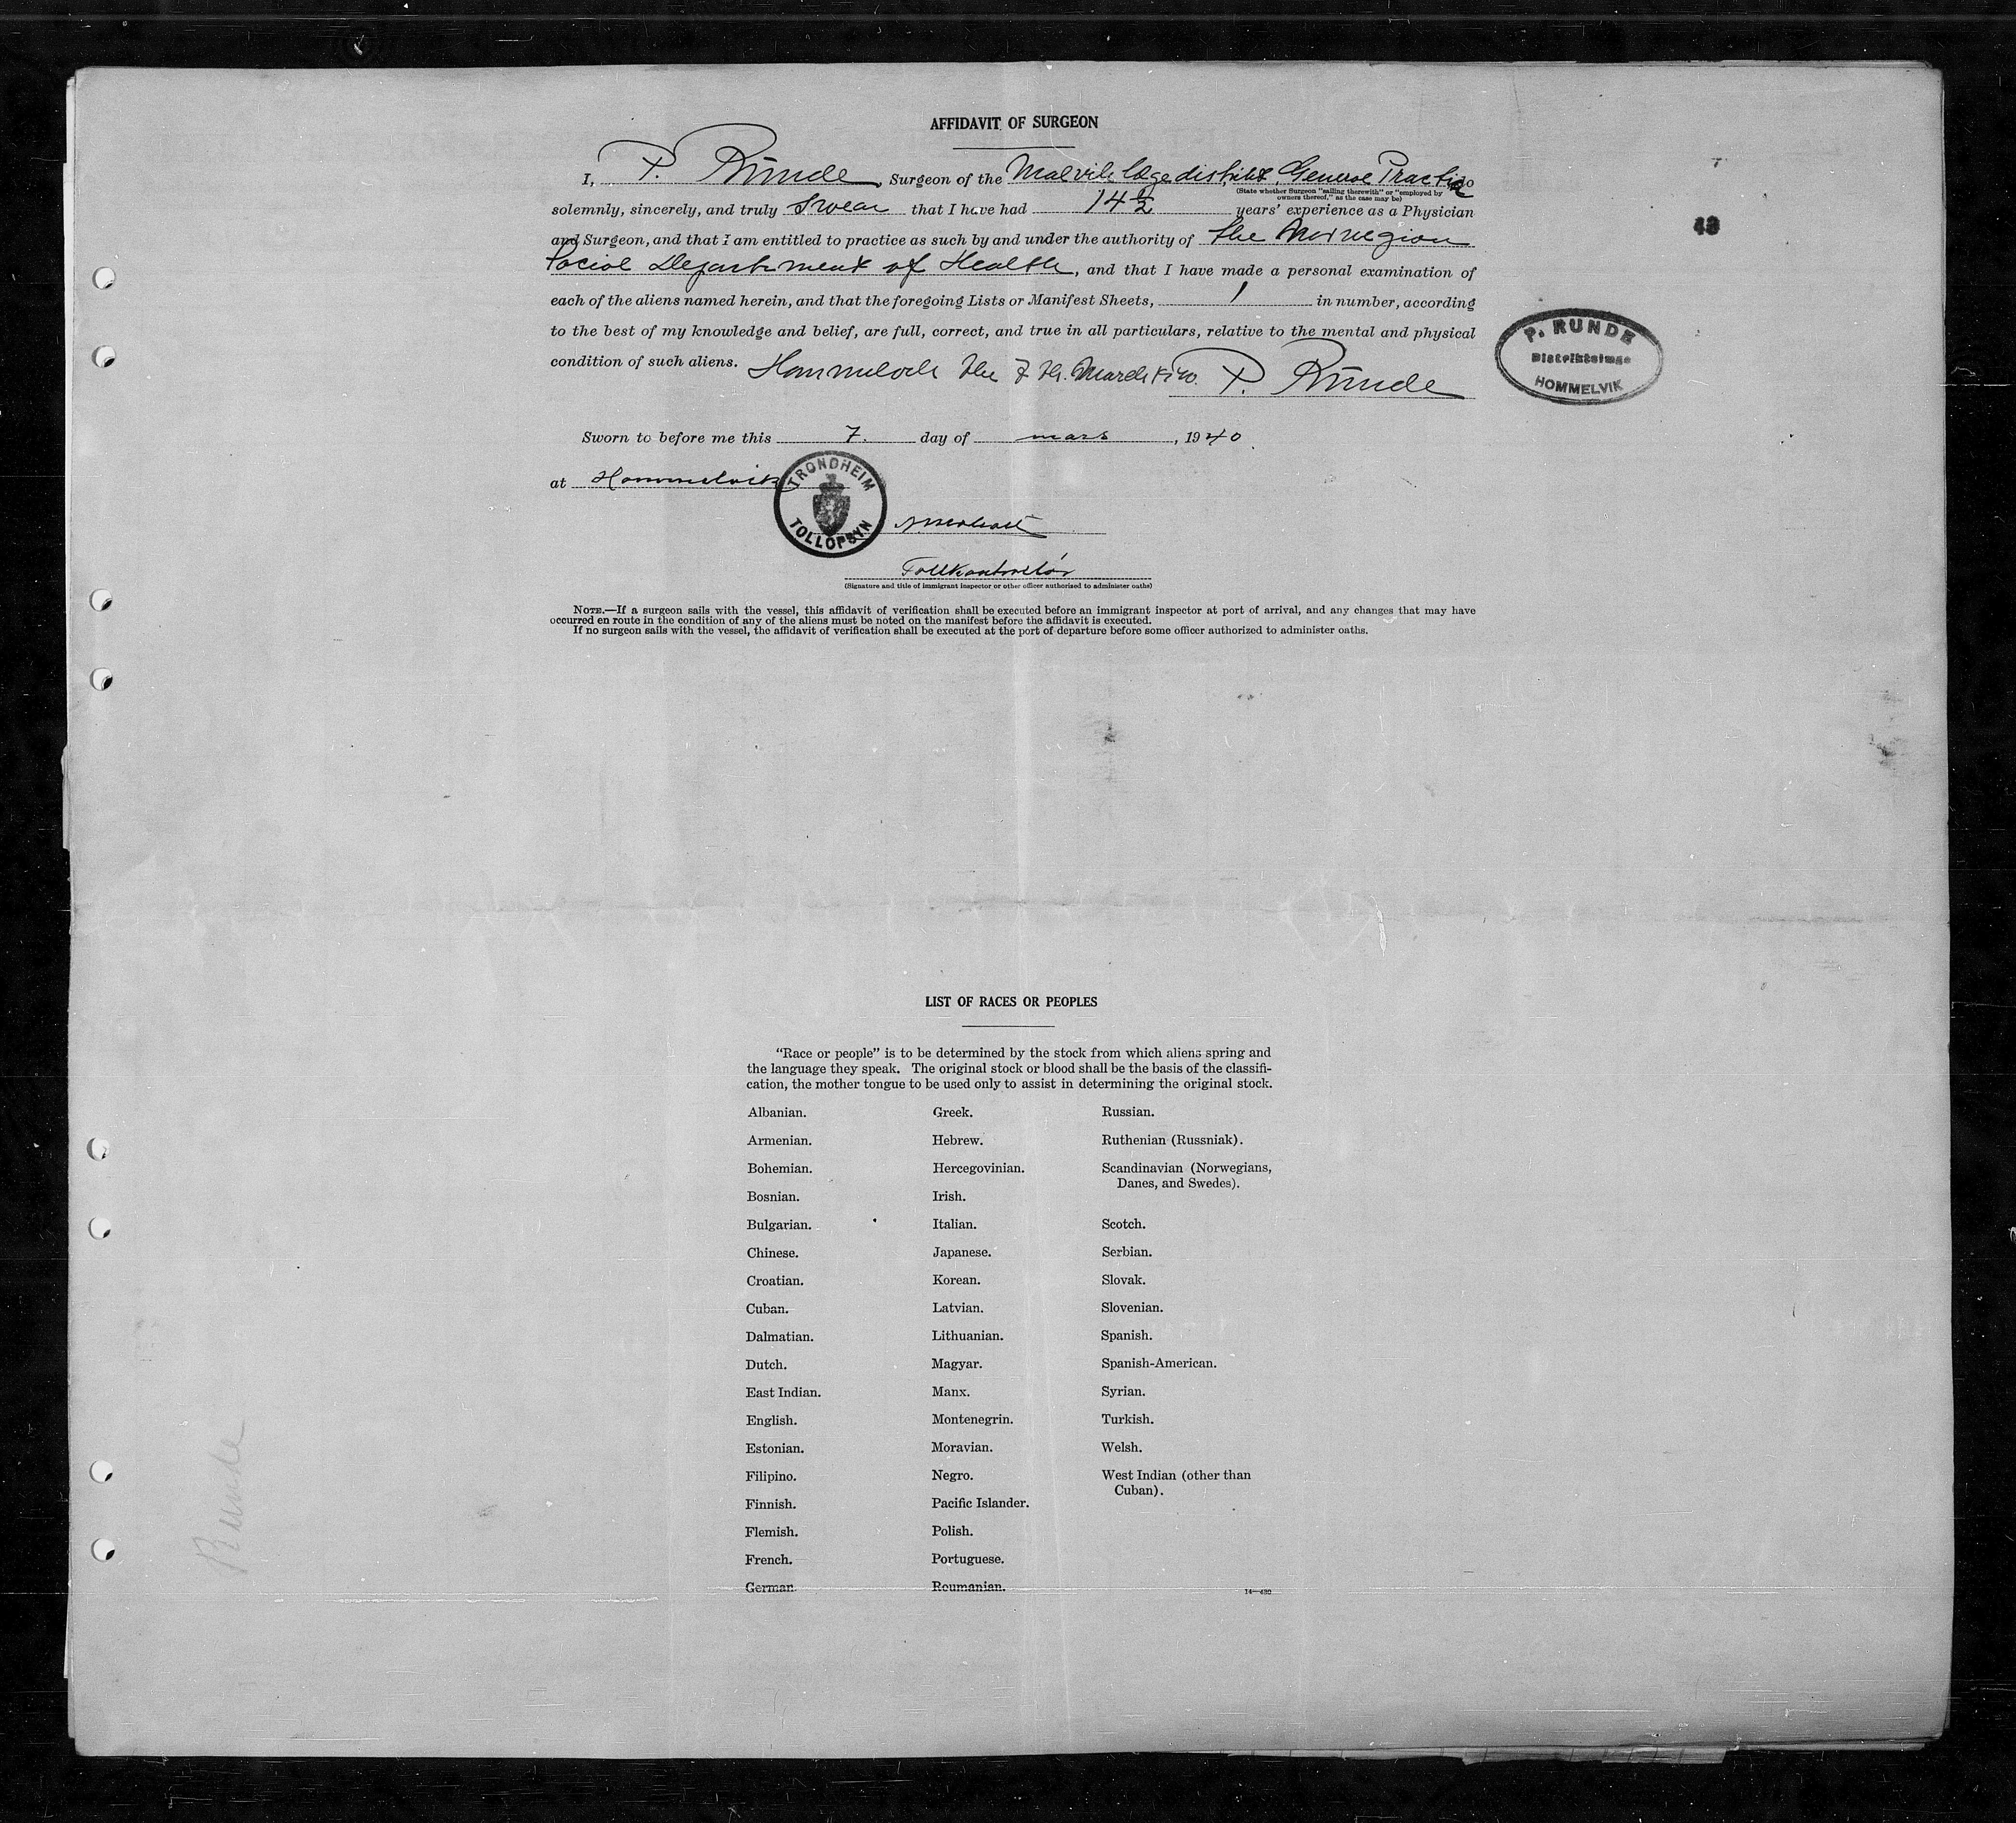 AFFIDAVIT OF SURGEON
I, P. Runde, Surgeon of the Malvik lægedistrikt, General Practice do
(State whether Surgeon "sailing therewith" or "employed by
owners thereof," as the case may be)
solemnly, sincerely, and truly swear that I have had 14 ½ years' experience as a Physician
and Surgeon, and that I am entitled to practice as such by and under the authority of the Norwegian
Social Department of Health, and that I have made a personal examination of
each of the aliens named herein, and that the foregoing Lists or Manifest Sheets, 1 in number, according
to the best of my knowledge and belief, are full, correct, and true in all particulars, relative to the mental and physical
condition of such aliens. Hommelvik the 7 th. March 1940. P. Runde
P. RUNDE
Distriktslæge
HOMMELVIK
43
Sworn to before me this 7. day of mars, 1940
at Hommelvik
TRONDHEIM
TOLLOPSYN
Tollkontrollør
(Signature and title of immigrant inspector or other officer authorized to administer oaths)
NOTE.—If a surgeon sails with the vessel, this affidavit of verification shall be executed before an immigrant inspector at port of arrival, and any changes that may have
occurred en route in the condition of any of the aliens must be noted on the manifest before the affidavit is executed.
If no surgeon sails with the vessel, the affidavit of verification shall be executed at the port of departure before some officer authorized to administer oaths.
LIST OF RACES OR PEOPLES
"Race or people" is to be determined by the stock from which aliens spring and
the language they speak. The original stock or blood shall be the basis of the classifi-
cation, the mother tongue to be used only to assist in determining the original stock.
Albanian.
Armenian.
Bohemian.
Bosnian.
Bulgarian.
Chinese.
Croatian.
Cuban.
Dalmatian.
Dutch.
East Indian.
English.
Estonian.
Filipino.
Finnish.
Flemish.
French.
German.
Greek.
Hebrew.
Hercegovinian.
Irish.
Italian.
Japanese.
Korean.
Latvian.
Lithuanian.
Magyar.
Manx.
Montenegrin.
Moravian.
Negro.
Pacific Islander.
Polish.
Portuguese.
Roumanian.
Russian.
Ruthenian (Russniak).
Scandinavian (Norwegians,
Danes, and Swedes).
Scotch.
Serbian.
Slovak.
Slovenian.
Spanish.
Spanish-American.
Syrian.
Turkish.
Welsh.
West Indian (other than
Cuban).
14—430
Runde